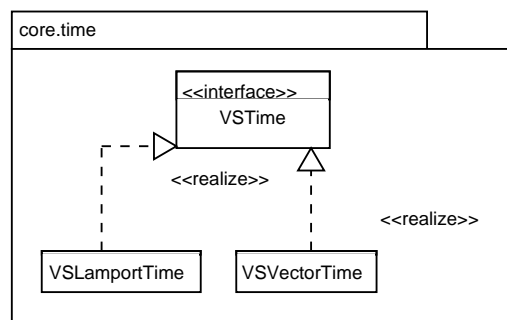 core.time
<<interface>>
VSTime
<<realize>>
<<realize>>
VSLamportTime
VSVectorTime